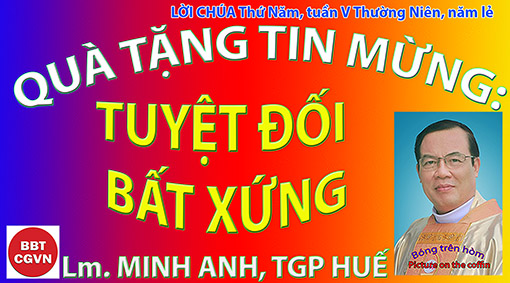 LỜI CHÚA Thứ Năm, tuần V Thường Niên, năm lẻ
QUÀ TẶNG TIN MỪNG:
TUYỆT ĐỐI
BẤT XỨNG
Bóng trên hòm
Picture on the coffin
BBT
CGVN
Lm. MINH ANH, TGP HUẾ